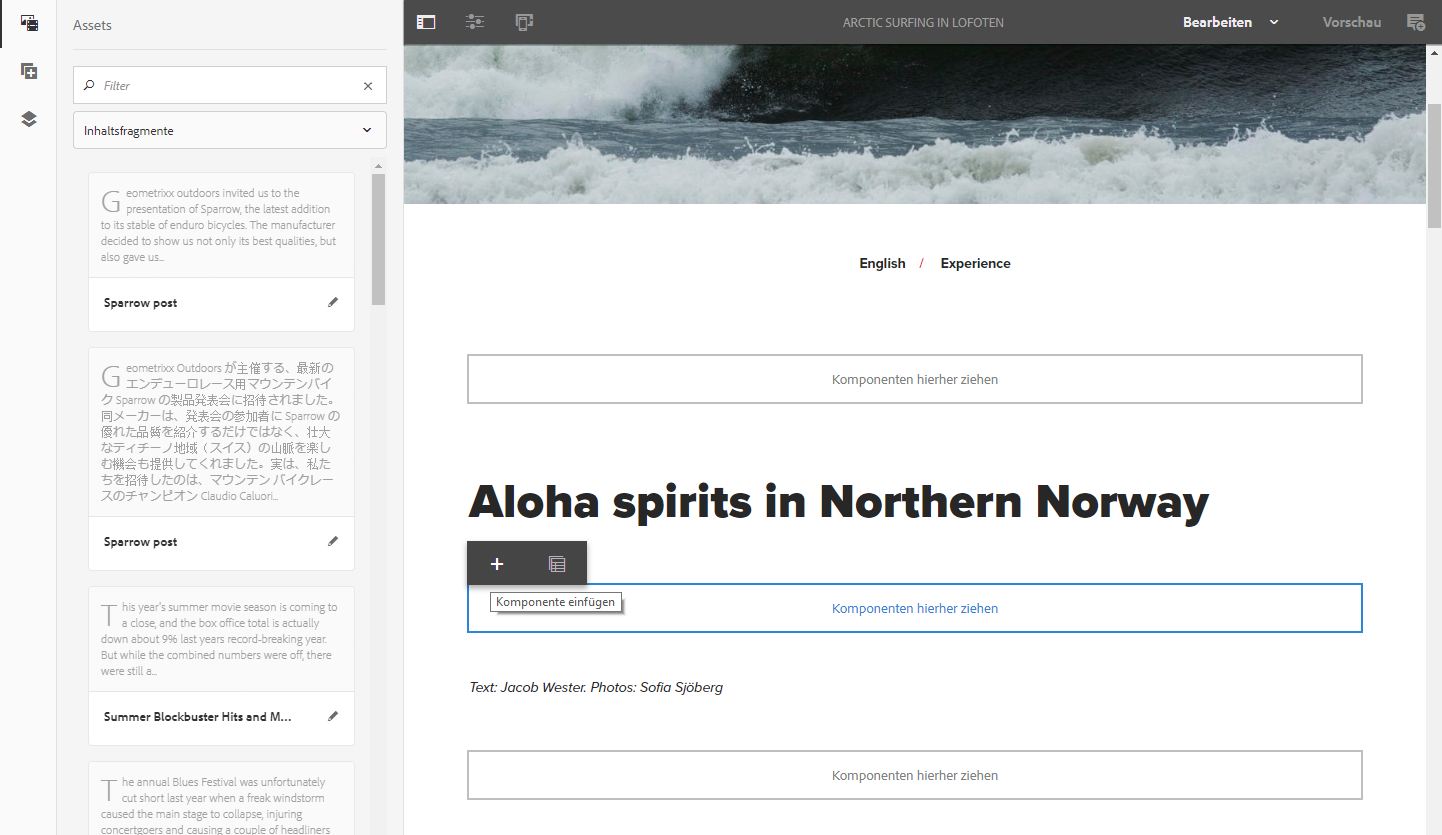 Assets
Filter
Inhaltsfragmente
Geometrixx outdoors invited us to the
presentation of Sparrow, the latest addition
to its stable of enduro bicycles. The manufacturer
decided to show us not only its best qualities, but
also gave us...
Sparrow post
Geometrixx Outdoors が主催する、最新の
エンデューロレース用マウンテンバイ
ク Sparrow の製品発表会に招待されました。
同メーカーは、発表会の参加者に Sparrow の
優れた品質を紹介するだけではなく、壮大
なティチーノ地域（スイス）の山脈を楽し
む機会も提供してくれました。実は、私た
ちを招待したのは、マウンテン バイクレー
スのチャンピオン Claudio Caluori...
Sparrow post
This year's summer movie season is coming to
a close, and the box office total is actually
down about 9% last years record-breaking year.
But while the combined numbers were off, there
were still a...
Summer Blockbuster Hits and M...
The annual Blues Festival was unfortunately
cut short last year when a freak windstorm
caused the main stage to collapse, injuring
concertgoers and causing a couple of headliners
ARCTIC SURFING IN LOFOTEN
Bearbeiten
Vorschau
English / Experience
Komponenten hierher ziehen
Aloha spirits in Northern Norway
Komponente einfügen
Komponenten hierher ziehen
Text: Jacob Wester. Photos: Sofia Sjöberg
Komponenten hierher ziehen